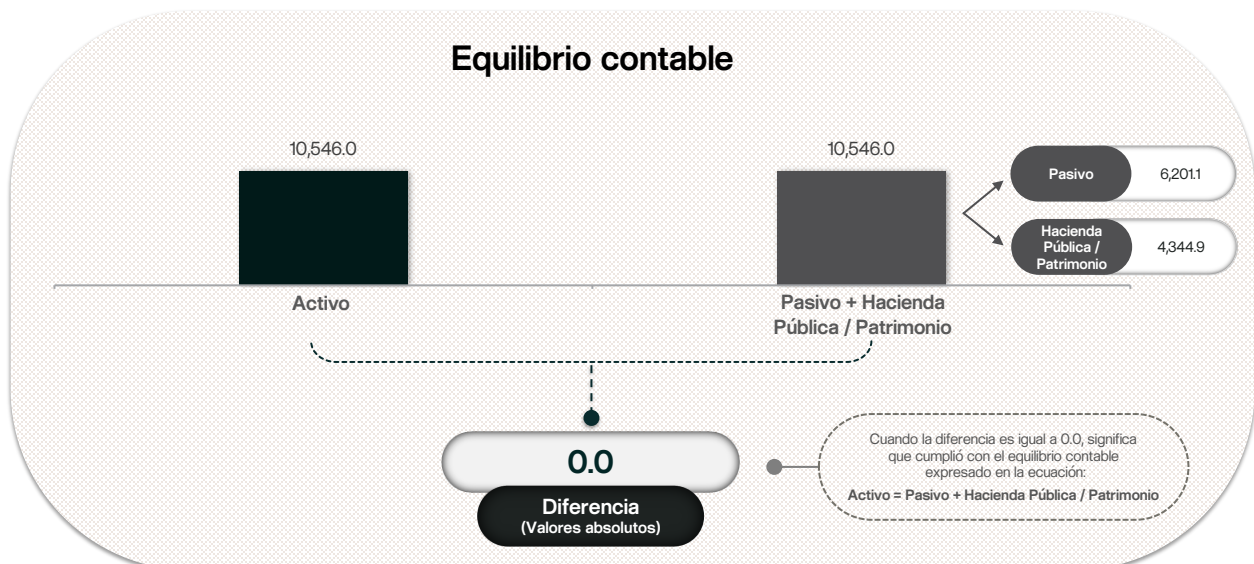 Equilibrio contable
10,546.0
10,546.0
Pasivo
6,201.1
Hacienda
Pública /
Patrimonio
4,344.9
Activo
Pasivo + Hacienda
Pública / Patrimonio
0.0
Diferencia
(Valores absolutos)
Cuando la diferencia es igual a 0.0, significa
que cumplió con el equilibrio contable
expresado en la ecuación:
Activo = Pasivo + Hacienda Pública / Patrimonio